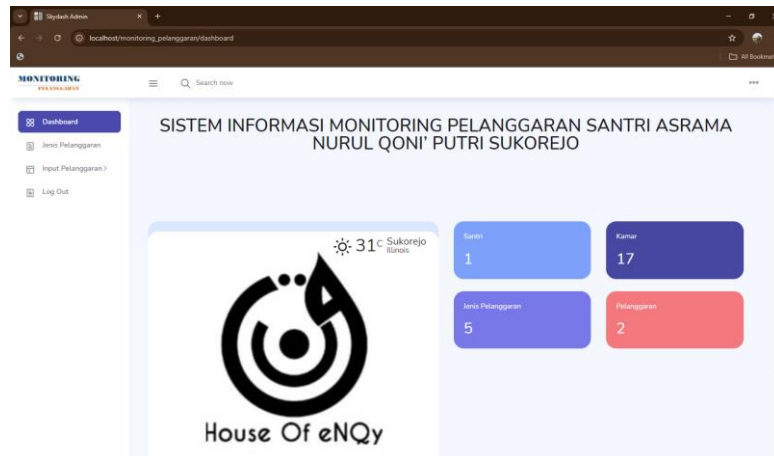 Skydash Admin
localhost/monitoring_pelanggaran/dashboard
All Bookmar
MONITORING
PELANGGARAN
Search now
Dashboard
Jenis Pelanggaran
Input Pelanggaran
Log Out
SISTEM INFORMASI MONITORING PELANGGARAN SANTRI ASRAMA
NURUL QONI' PUTRI SUKOREJO
31C Sukorejo
Illinois
House Of eNQy
Santri
1
Kamar
17
Jenis Pelanggaran
5
Pelanggaran
2